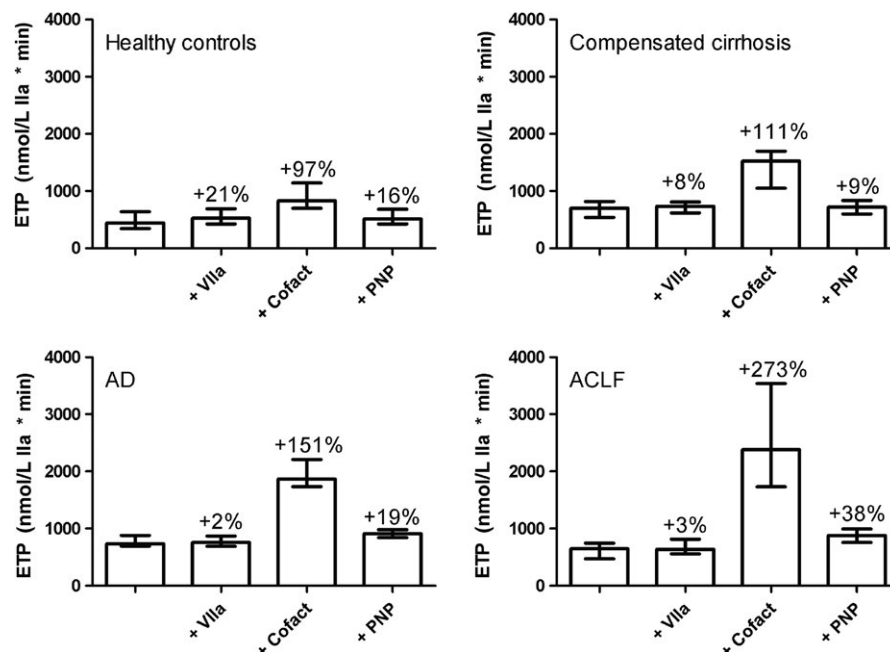 Healthy controls
ETP (nmol/L IIa * min)
4000
3000
2000
1000
0
+21%
+97%
+16%
+ VIIa
+ Cofact
+ PNP
Compensated cirrhosis
ETP (nmol/L IIa * min)
4000
3000
2000
1000
0
+8%
+111%
+9%
+ VIIa
+ Cofact
+ PNP
AD
ETP (nmol/L IIa * min)
4000
3000
2000
1000
0
+2%
+151%
+19%
+ VIIa
+ Cofact
+ PNP
ACLF
ETP (nmol/L IIa * min)
4000
3000
2000
1000
0
+3%
+273%
+38%
+ VIIa
+ Cofact
+ PNP